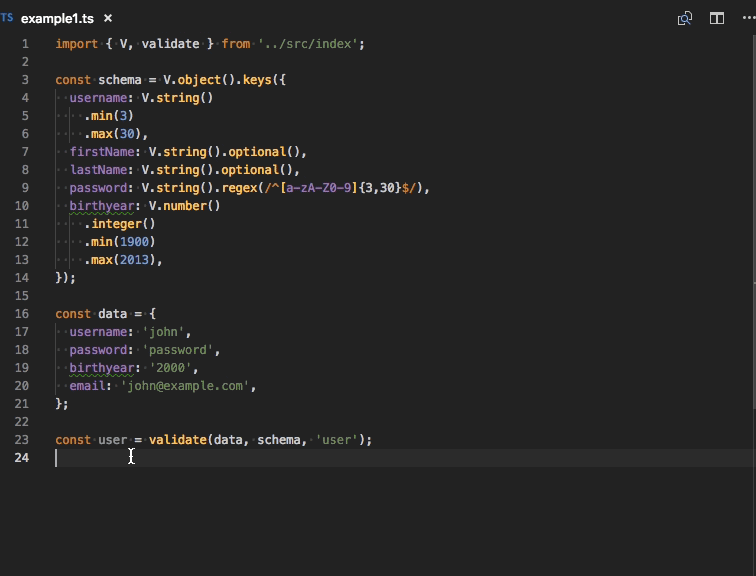 TS example1.ts ×
1 import { V, validate } from '../src/index';
2
3 const schema = V.object().keys({
4 username: V.string()
5 .min(3)
6 .max(30),
7 firstName: V.string().optional(),
8 lastName: V.string().optional(),
9 password: V.string().regex(/^[a-zA-Z0-9]{3,30}$/),
10 birthyear: V.number()
11 .integer()
12 .min(1900)
13 .max(2013),
14 });
15
16 const data = {
17 username: 'john',
18 password: 'password',
19 birthyear: '2000',
20 email: 'john@example.com',
21 };
22
23 const user = validate(data, schema, 'user');
24